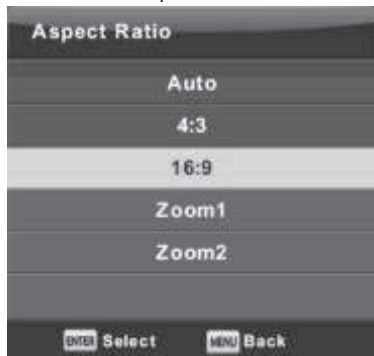 Aspect Ratio
Auto
4:3
16:9
Zoom1
Zoom2
ENTER Select MENU Back